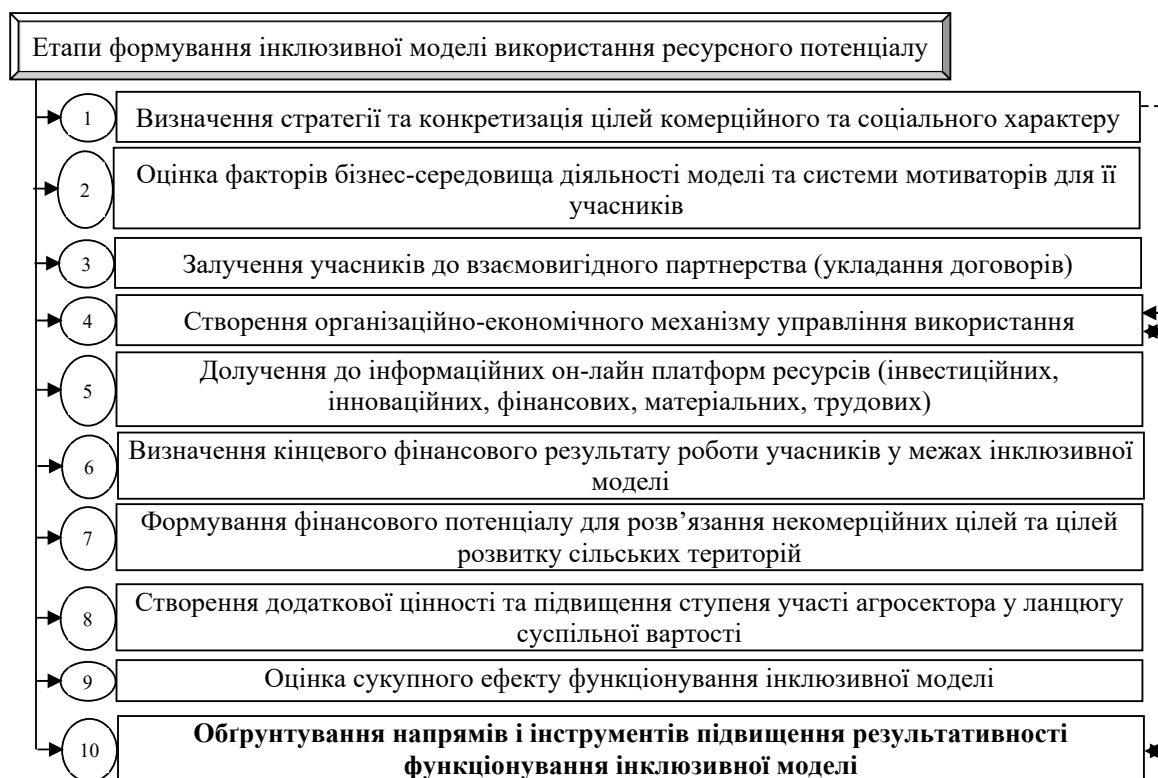 Етапи формування інклюзивної моделі використання ресурсного потенціалу
1 Визначення стратегії та конкретизація цілей комерційного та соціального характеру
2 Оцінка факторів бізнес-середовища діяльності моделі та системи мотиваторів для її
учасників
3 Залучення учасників до взаємовигідного партнерства (укладання договорів)
4 Створення організаційно-економічного механізму управління використання
5 Долучення до інформаційних он-лайн платформ ресурсів (інвестиційних,
інноваційних, фінансових, матеріальних, трудових)
6 Визначення кінцевого фінансового результату роботи учасників у межах інклюзивної
моделі
7 Формування фінансового потенціалу для розв’язання некомерційних цілей та цілей
розвитку сільських територій
8 Створення додаткової цінності та підвищення ступеня участі агросектора у ланцюгу
суспільної вартості
9 Оцінка сукупного ефекту функціонування інклюзивної моделі
10 Обґрунтування напрямів і інструментів підвищення результативності
функціонування інклюзивної моделі